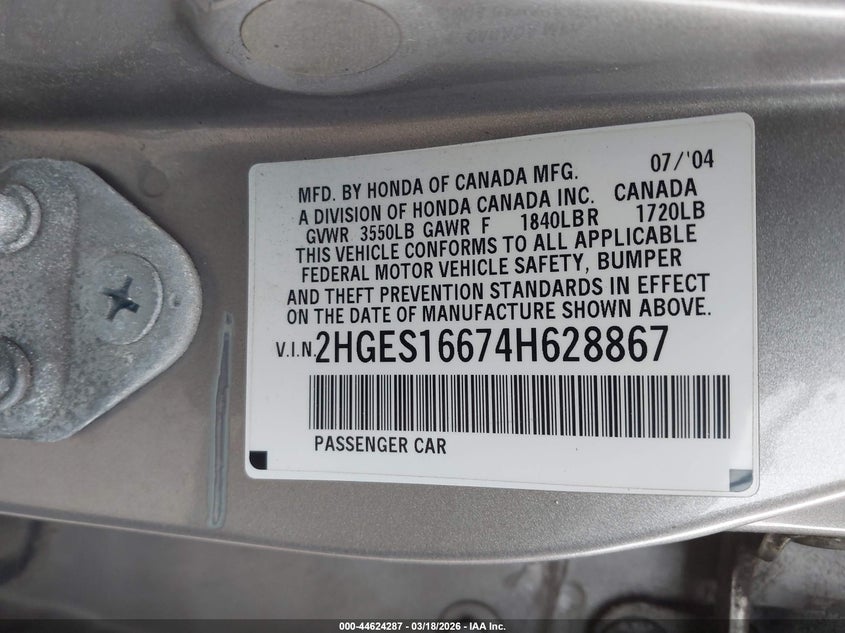 MFD. BY HONDA OF CANADA MFG. 07/'04
A DIVISION OF HONDA CANADA INC. CANADA
GVWR 3550LB GAWR F 1840LBR 1720LB
THIS VEHICLE CONFORMS TO ALL APPLICABLE
FEDERAL MOTOR VEHICLE SAFETY, BUMPER
AND THEFT PREVENTION STANDARDS IN EFFECT
ON THE DATE OF MANUFACTURE SHOWN ABOVE.
V.I.N. 2HGES16674H628867
PASSENGER CAR
000-44624287 - 03/18/2026 - IAA Inc.